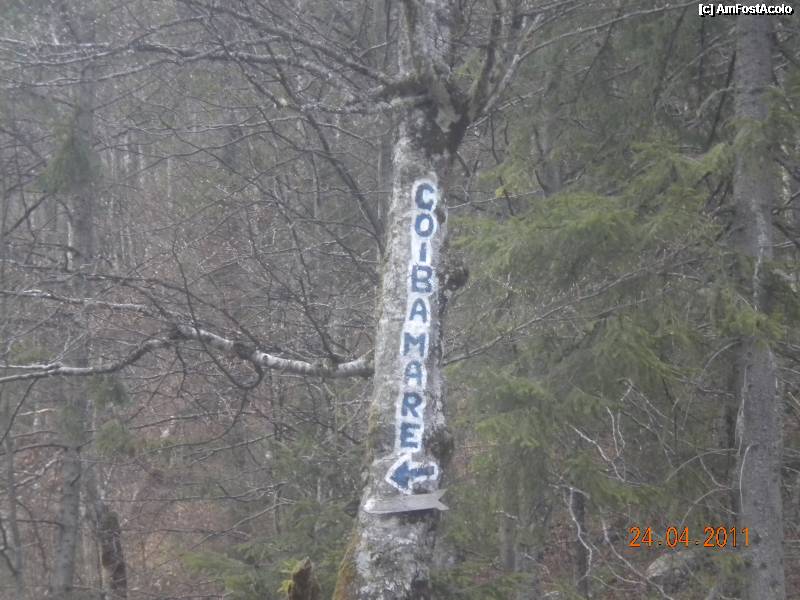 [c] AmFostAcolo
COIBA MARE
24.04.2011